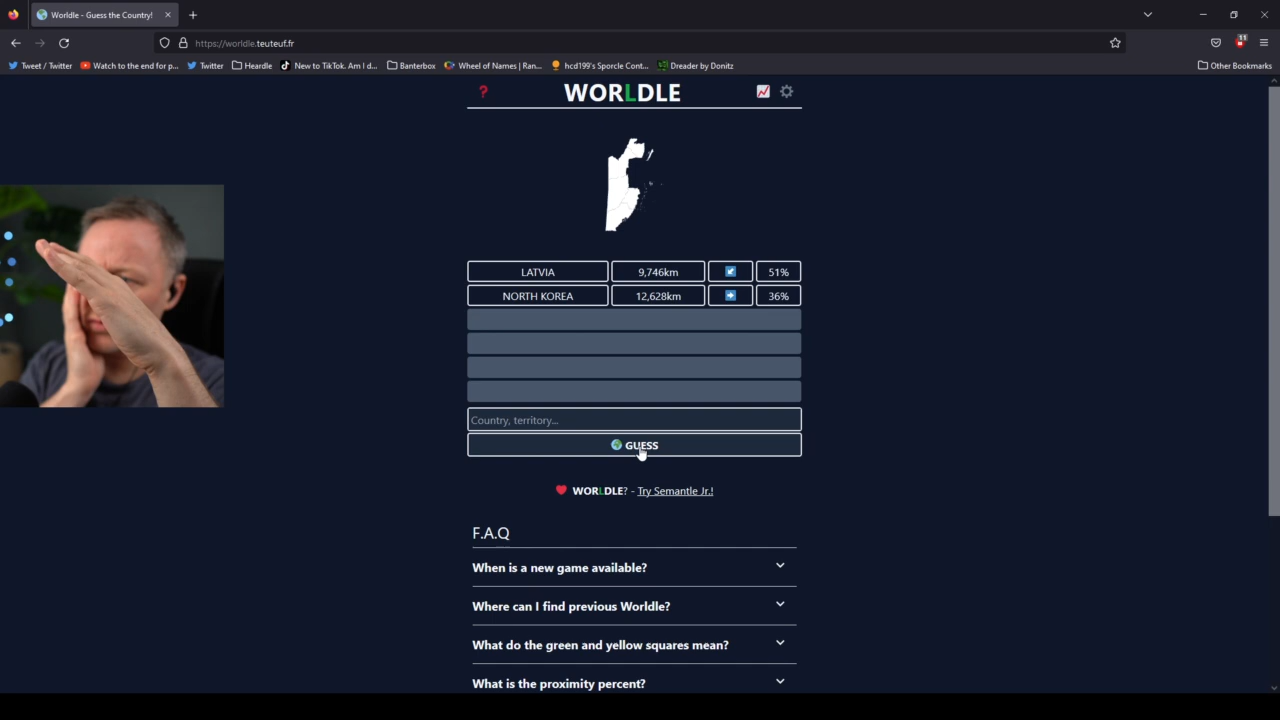 Worldle - Guess the Country!
https://worldle.teuteuf.fr
11
Tweet / Twitter
Watch to the end for p...
Twitter
Heardle
New to TikTok. Am I d...
Banterbox
Wheel of Names | Ran...
hcd199's Sporcle Cont...
Dreader by Donitz
Other Bookmarks
?
WORLDLE
LATVIA 9,746km ↙ 51%
NORTH KOREA 12,628km ➡ 36%
Country, territory...
GUESS
WORLDLE? - Try Semantle Jr.!
F.A.Q
When is a new game available?
Where can I find previous Worldle?
What do the green and yellow squares mean?
What is the proximity percent?